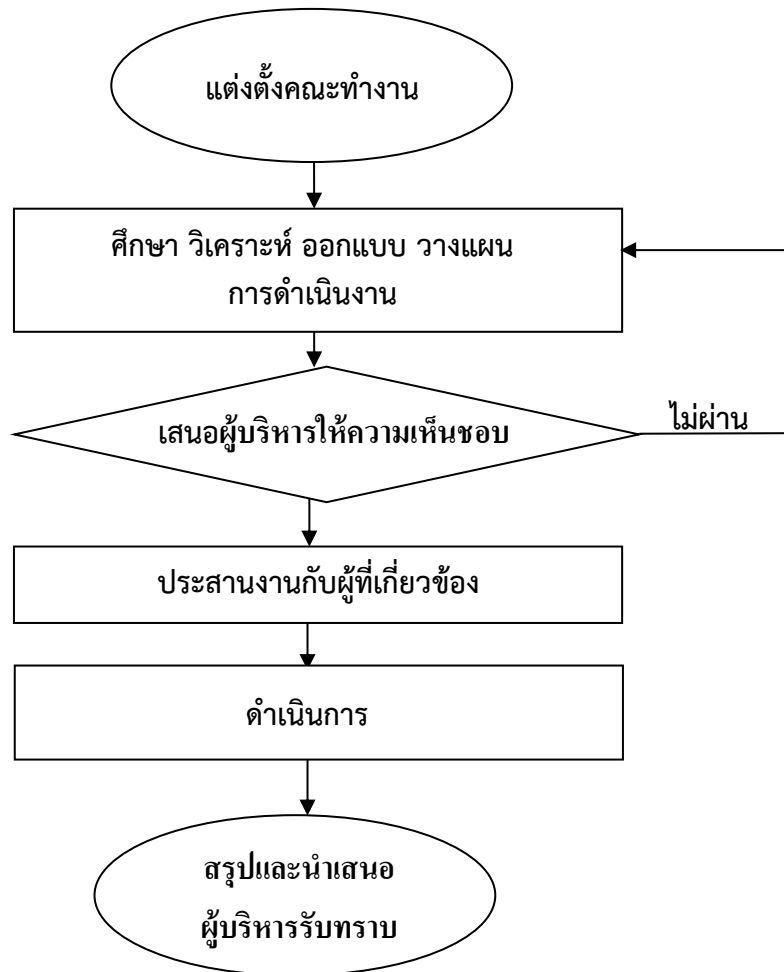 แต่งตั้งคณะทำงาน
ศึกษา วิเคราะห์ ออกแบบ วางแผน
การดำเนินงาน
เสนอผู้บริหารให้ความเห็นชอบ
ไม่ผ่าน
ประสานงานกับผู้ที่เกี่ยวข้อง
ดำเนินการ
สรุปและนำเสนอ
ผู้บริหารรับทราบ